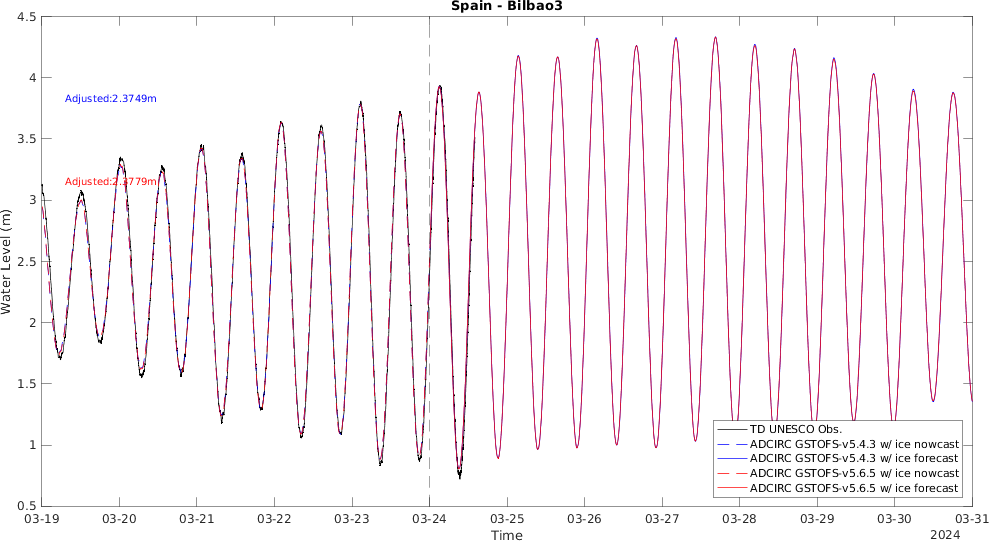 Spain - Bilbao3
4.5
4
3.5
3
2.5
2
1.5
1
0.5
Water Level (m)
Adjusted:2.3749m
Adjusted:2.3779m
TD UNESCO Obs.
ADCIRC GSTOFS-v5.4.3 w/ ice nowcast
ADCIRC GSTOFS-v5.4.3 w/ ice forecast
ADCIRC GSTOFS-v5.6.5 w/ ice nowcast
ADCIRC GSTOFS-v5.6.5 w/ ice forecast
03-19 03-20 03-21 03-22 03-23 03-24 03-25 03-26 03-27 03-28 03-29 03-30 03-31
Time
2024